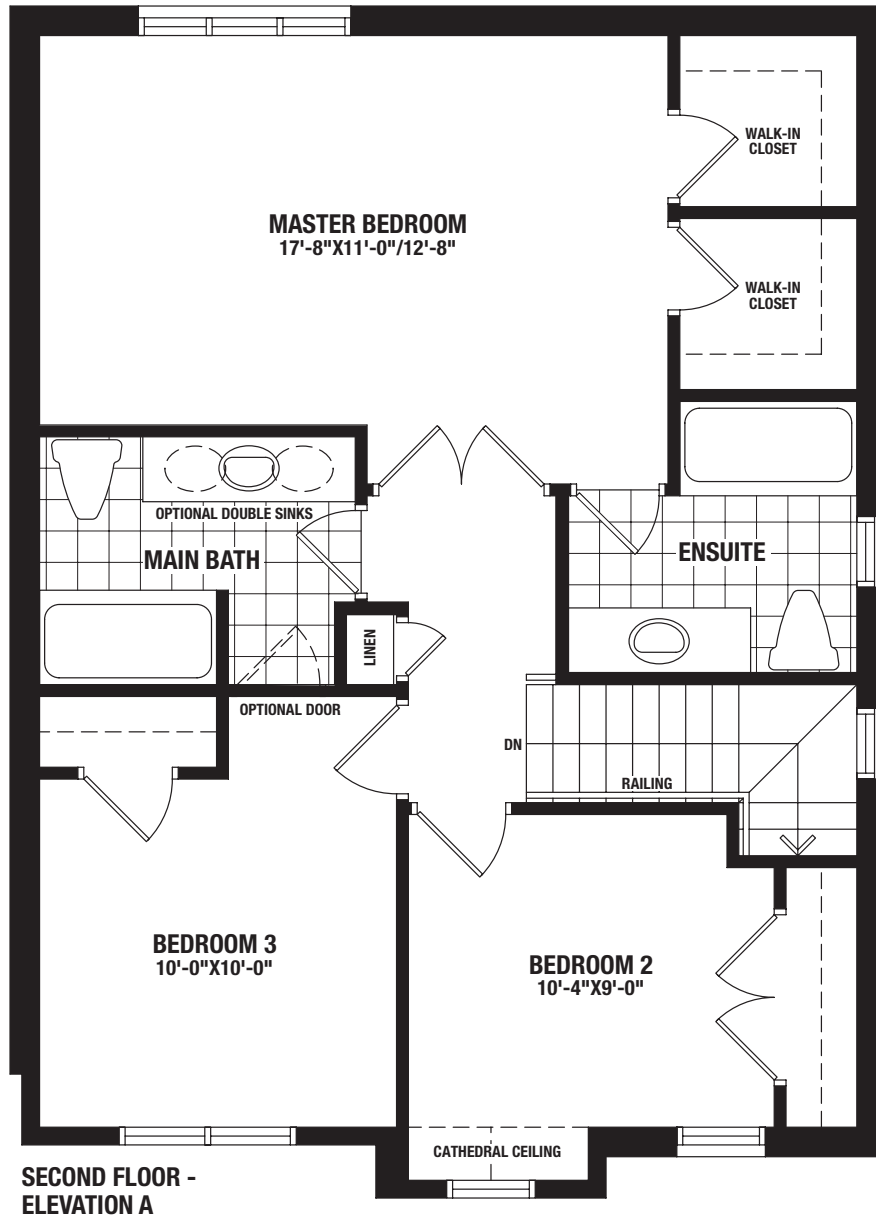 WALK-IN
CLOSET
MASTER BEDROOM
17'-8"X11'-0"/12'-8"
WALK-IN
CLOSET
OPTIONAL DOUBLE SINKS
MAIN BATH
ENSUITE
LINEN
OPTIONAL DOOR
DN
RAILING
BEDROOM 3
10'-0"X10'-0"
BEDROOM 2
10'-4"X9'-0"
CATHEDRAL CEILING
SECOND FLOOR -
ELEVATION A